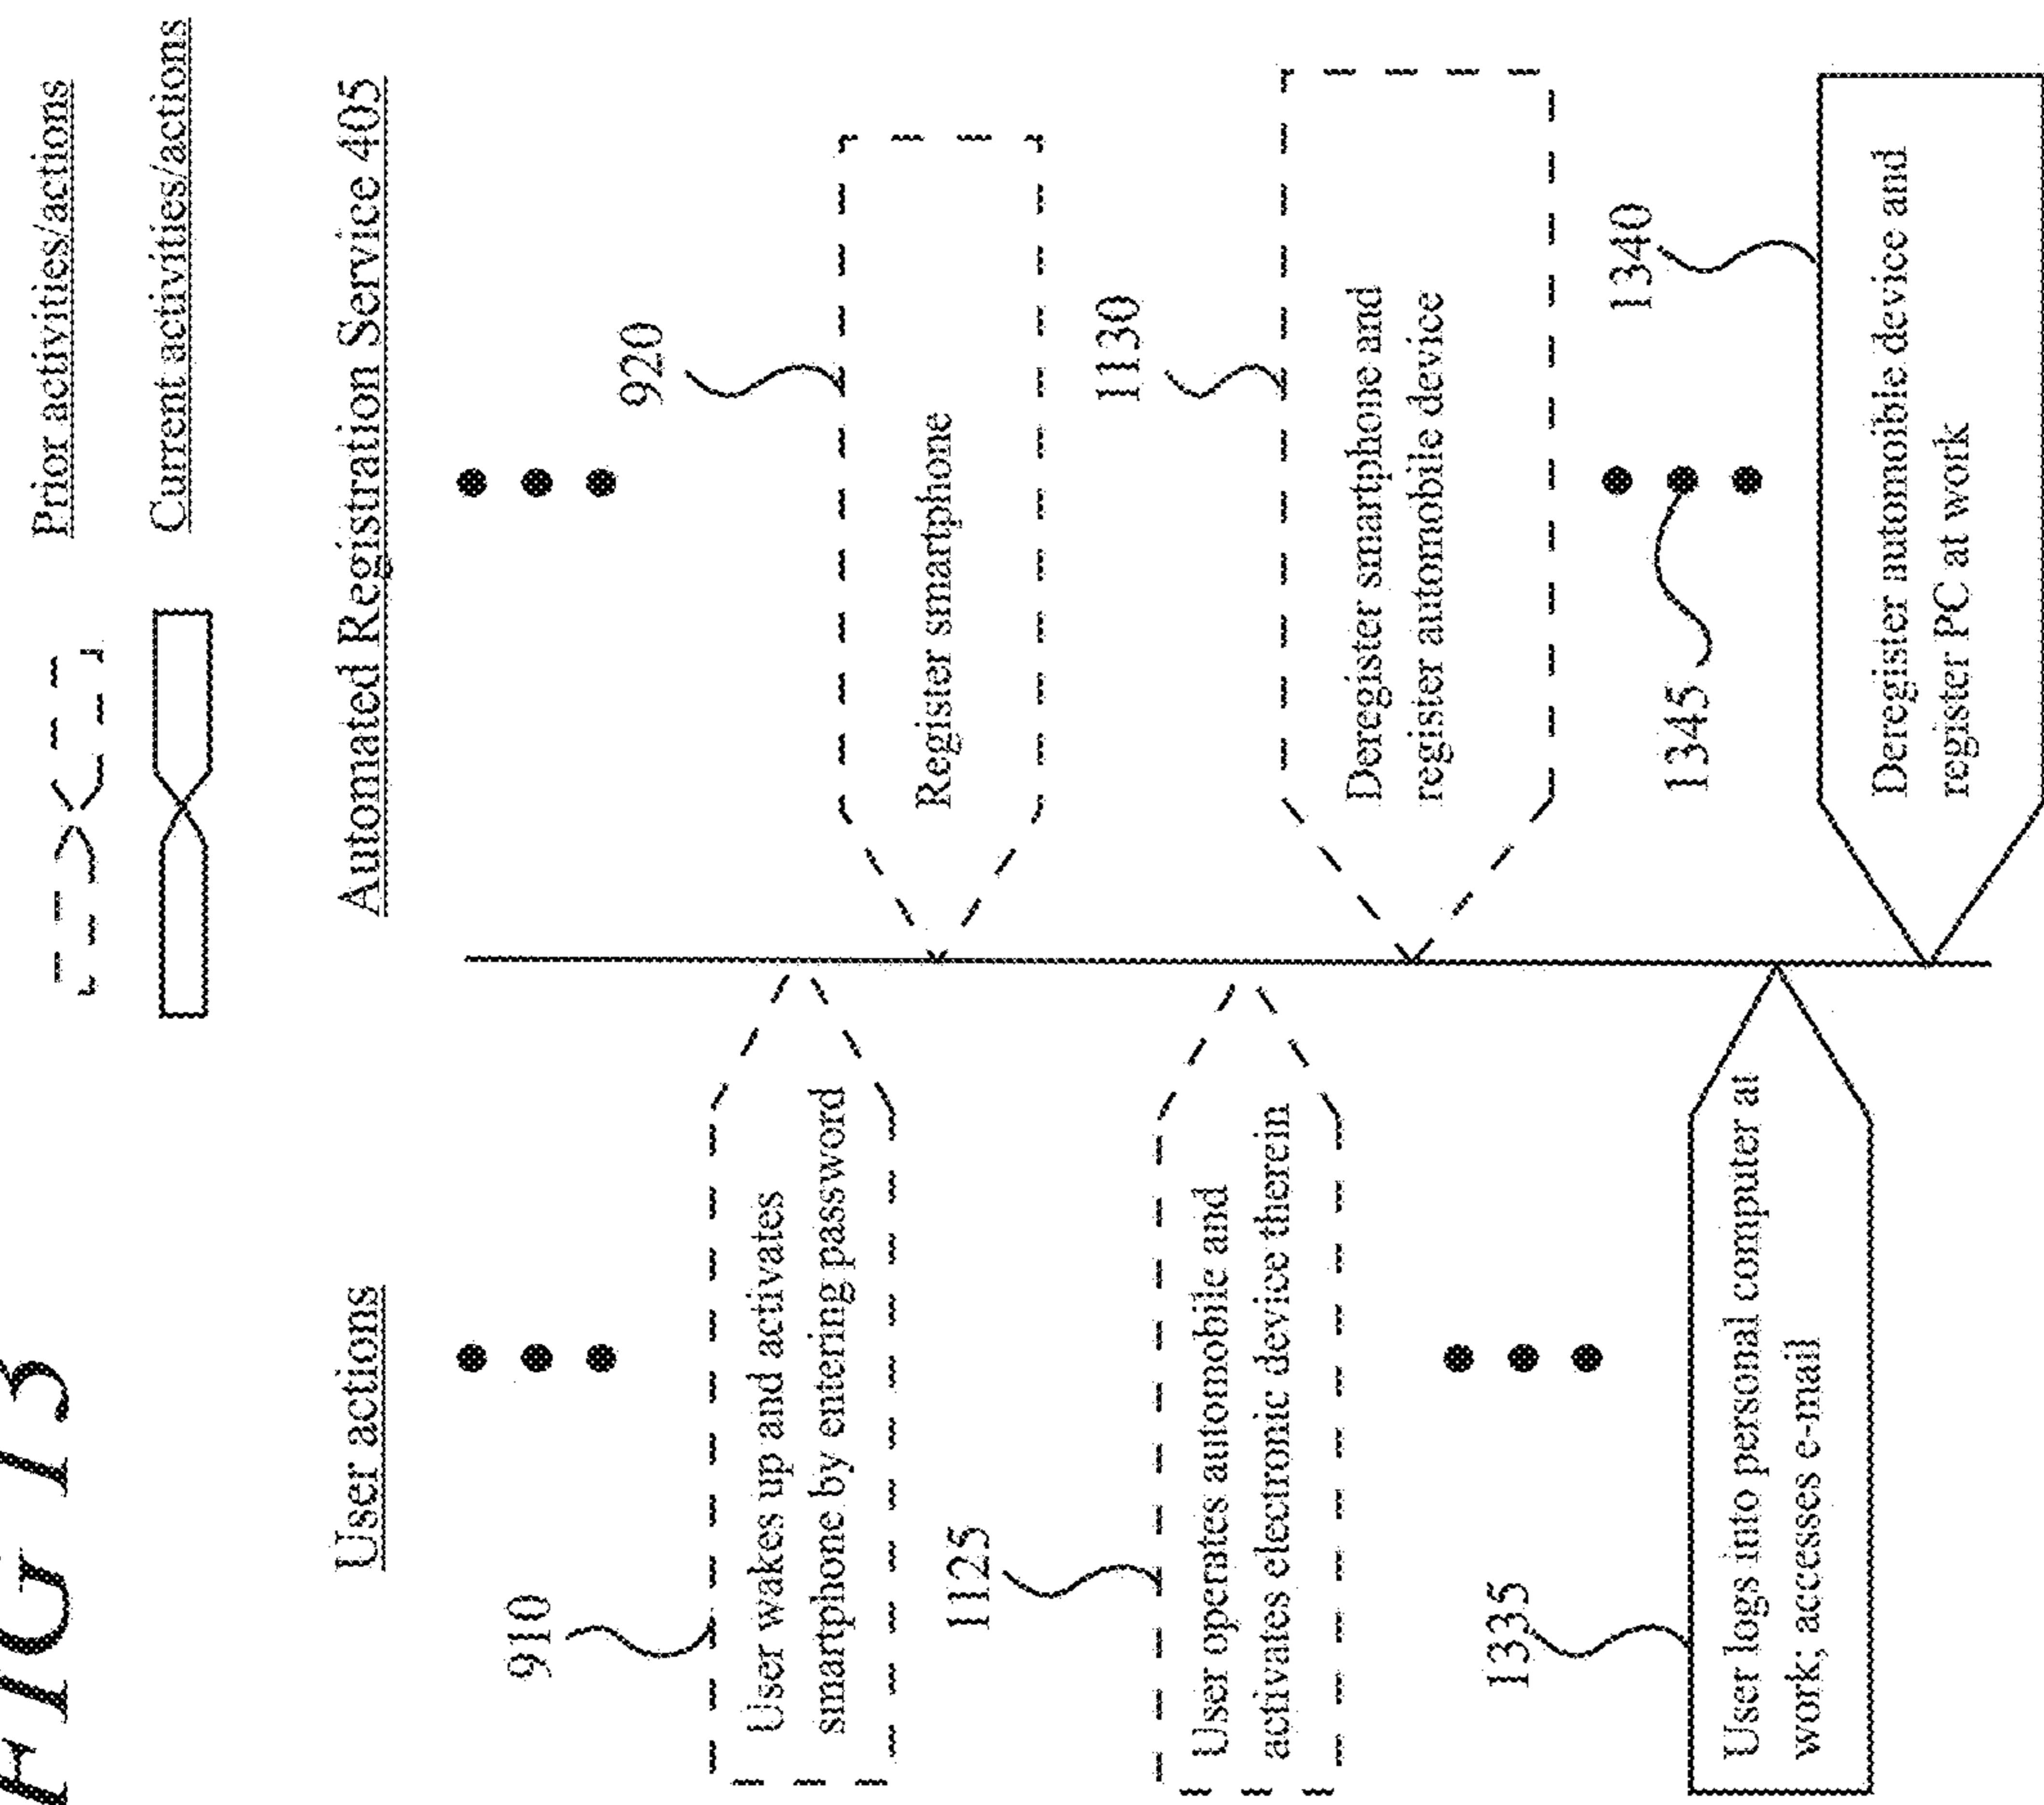 FIG 13
Prior activities/actions
Current activities/actions
User actions
Automated Registration Service 405
910
User wakes up and activates
smartphone by entering password
920
Register smartphone
1125
User operates automobile and
activates electronic device therein
1130
Deregister smartphone and
register automobile device
1335
User logs into personal computer at
work; accesses e-mail
1345
1340
Deregister automobile device and
register PC at work